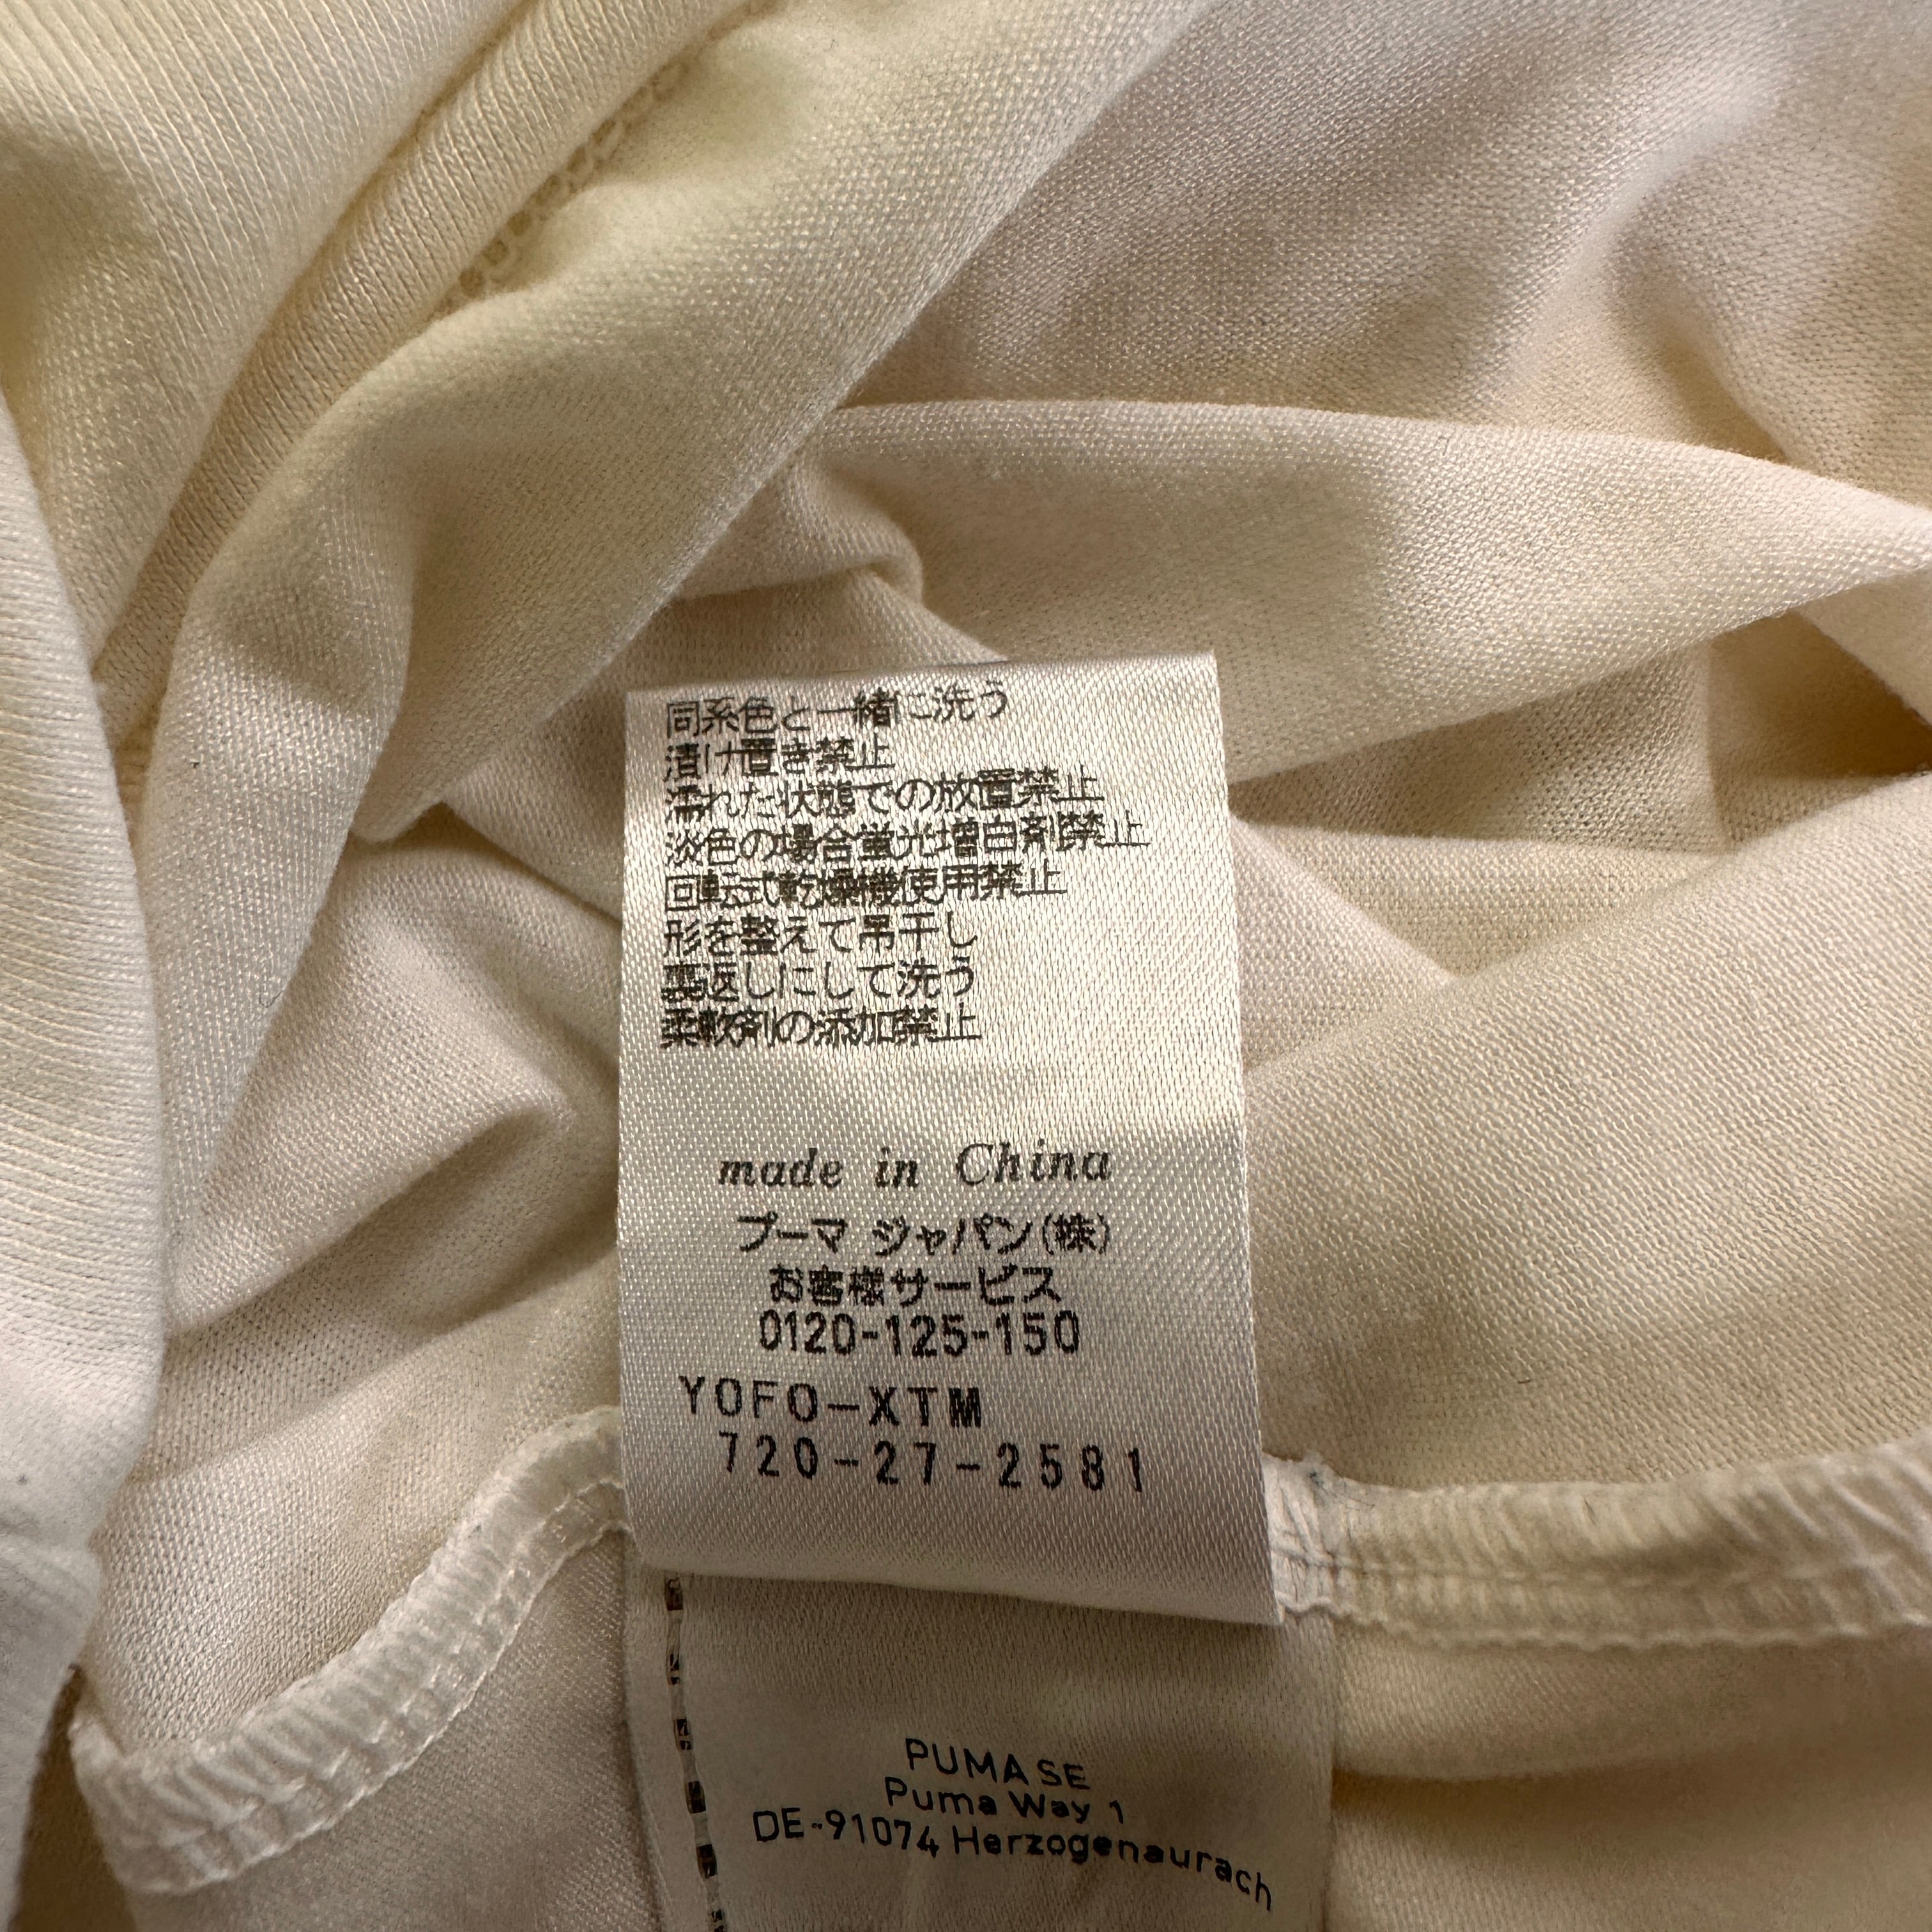 同系色と一緒に洗う
漬け置き禁止
濡れた状態での放置禁止
淡色の場合蛍光増白剤禁止
回転式乾燥機使用禁止
形を整えて吊干し
裏返しにして洗う
柔軟剤の添加禁止
made in China
プーマ ジャパン(株)
お客様サービス
0120-125-150
YOFO-XTM
720-27-2581
PUMA SE
Puma Way 1
DE-91074 Herzogenaurach